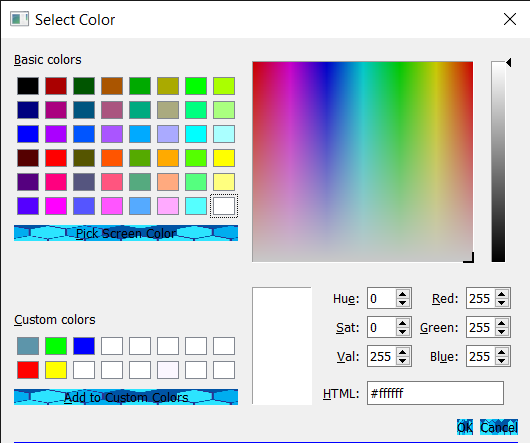 Select Color
Basic colors
Pick Screen Color
Custom colors
Add to Custom Colors
Hue: 0 Red: 255
Sat: 0 Green: 255
Val: 255 Blue: 255
HTML: #ffffff
OK Cancel